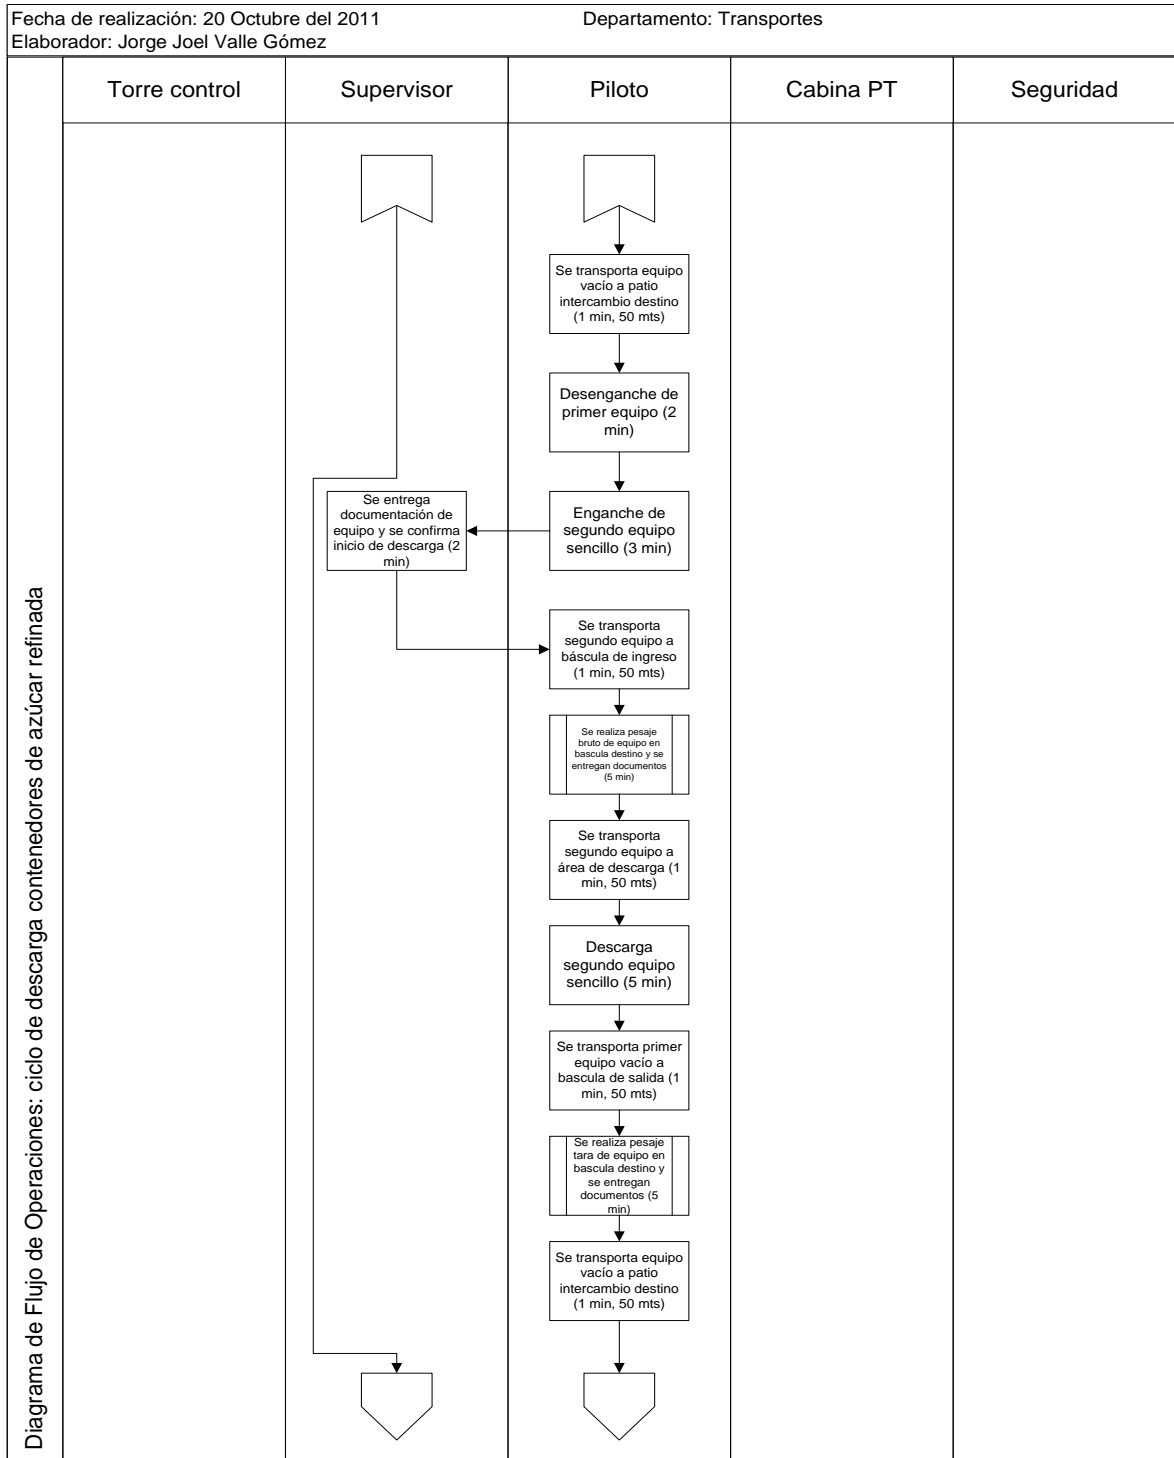 Fecha de realización: 20 Octubre del 2011
Departamento: Transportes
Elaborador: Jorge Joel Valle Gómez
Torre control
Supervisor
Piloto
Cabina PT
Seguridad
Diagrama de Flujo de Operaciones: ciclo de descarga contenedores de azúcar refinada
Se transporta equipo
vacío a patio
intercambio destino
(1 min, 50 mts)
Desenganche de
primer equipo (2
min)
Enganche de
segundo equipo
sencillo (3 min)
Se entrega
documentación de
equipo y se confirma
inicio de descarga (2
min)
Se transporta
segundo equipo a
báscula de ingreso
(1 min, 50 mts)
Se realiza pesaje
bruto de equipo en
bascula destino y se
entregan documentos
(5 min)
Se transporta
segundo equipo a
área de descarga (1
min, 50 mts)
Descarga
segundo equipo
sencillo (5 min)
Se transporta primer
equipo vacío a
bascula de salida (1
min, 50 mts)
Se realiza pesaje
tara de equipo en
bascula destino y
se entregan
documentos (5
min)
Se transporta equipo
vacío a patio
intercambio destino
(1 min, 50 mts)